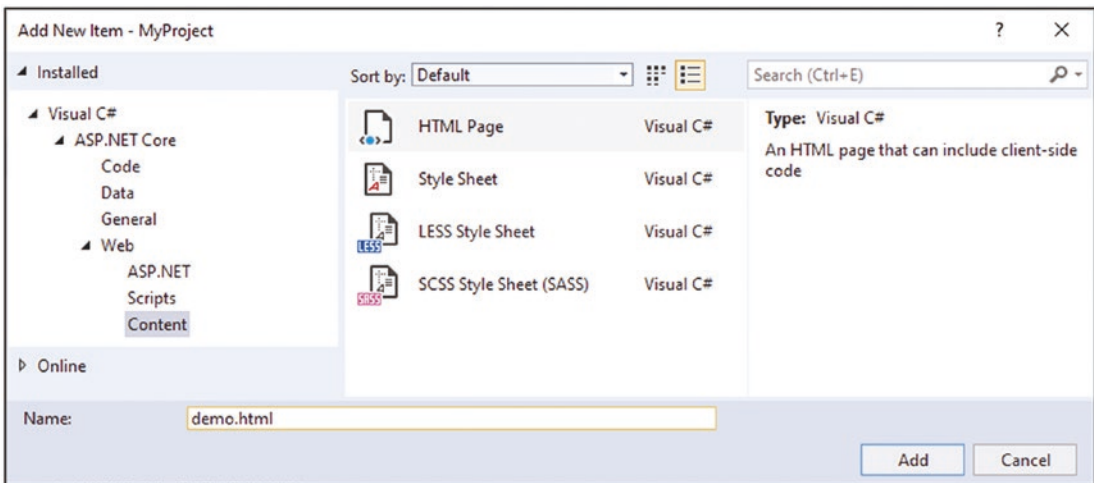 Add New Item - MyProject
? ×
Installed
Sort by: Default
Search (Ctrl+E)
Visual C#
ASP.NET Core
Code
Data
General
Web
ASP.NET
Scripts
Content
Online
HTML Page Visual C#
Style Sheet Visual C#
LESS
LESS Style Sheet Visual C#
SASS
SCSS Style Sheet (SASS) Visual C#
Type: Visual C#
An HTML page that can include client-side
code
Name: demo.html
Add Cancel